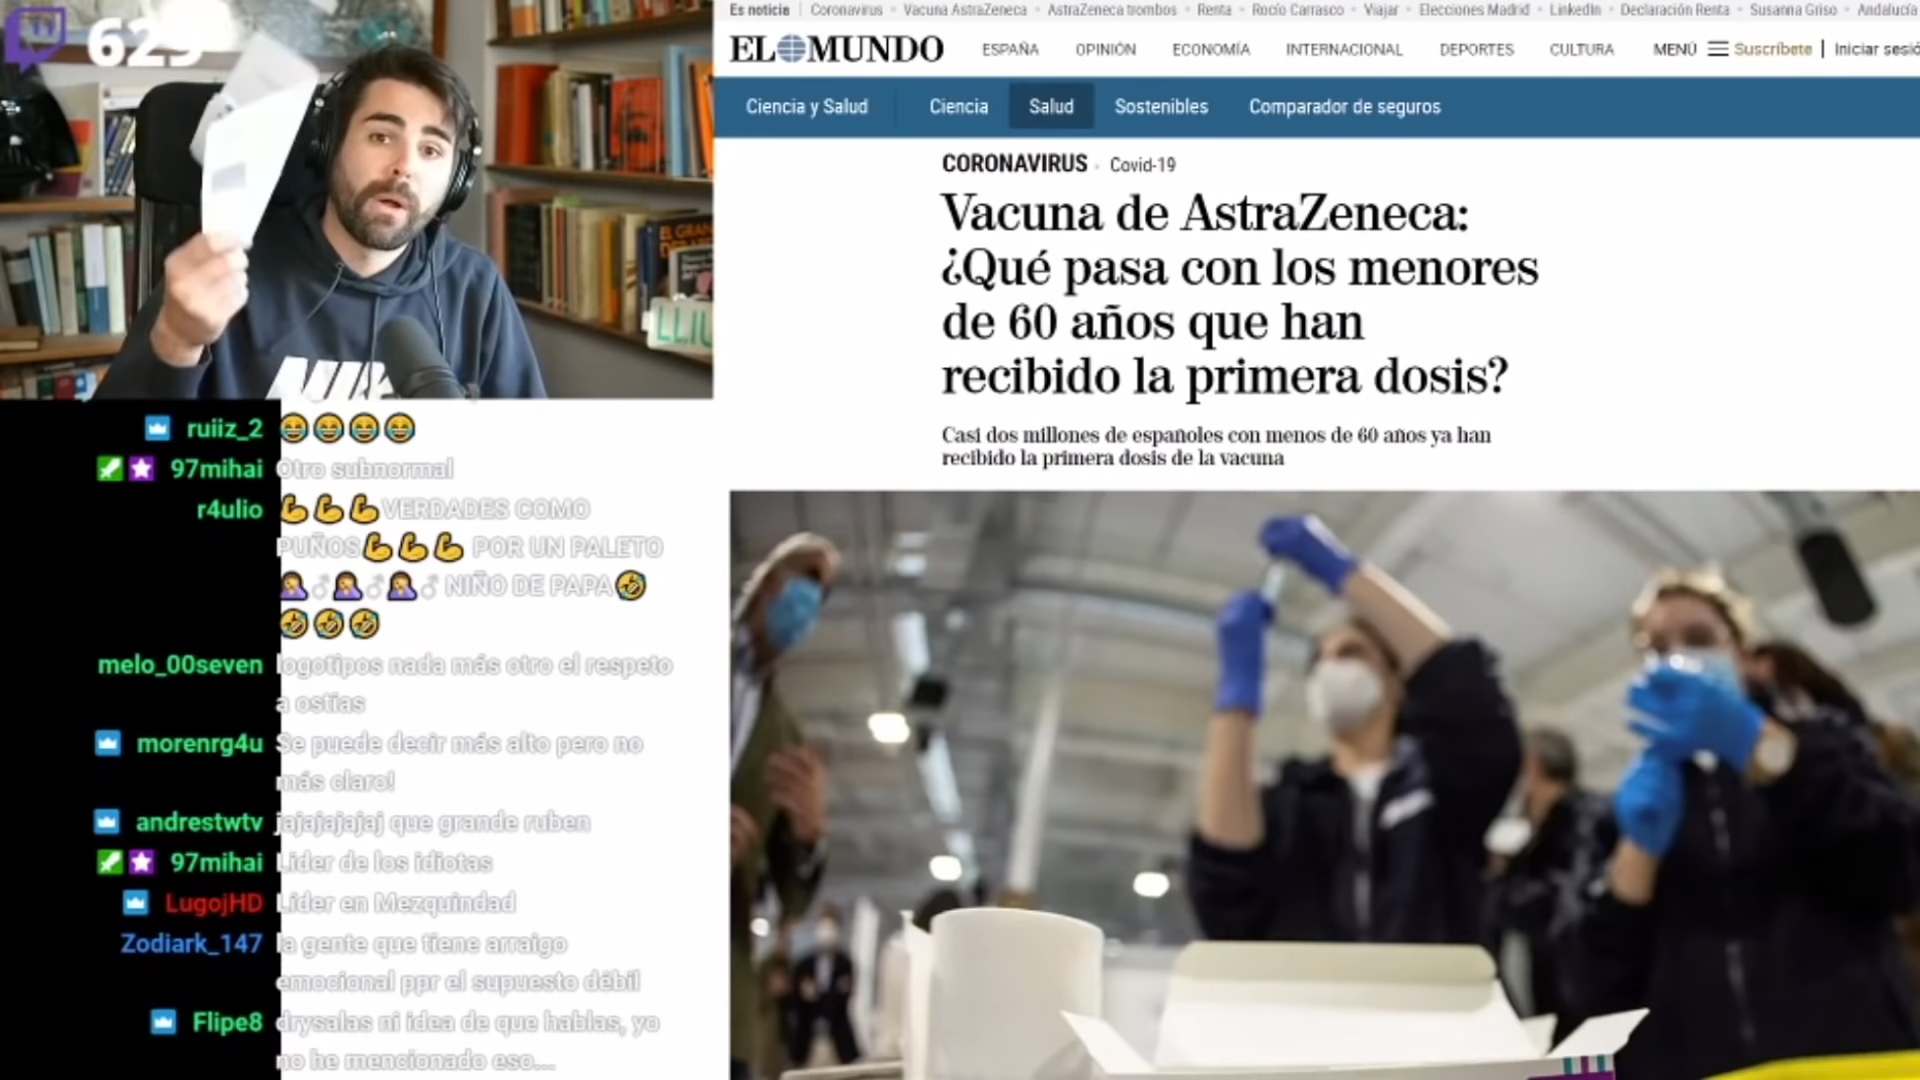 629
EL GRAN
LLIU
NIK
ruiiz_2 😂😂😂😂
97mihai Otro subnormal
r4ulio 💪💪💪VERDADES COMO
PUÑOS💪💪💪 POR UN PALETO
🤦‍♂🤦‍♂🤦‍♂ NIÑO DE PAPA🤣
🤣🤣🤣
melo_00seven logotipos nada más otro el respeto
a ostias
morenrg4u Se puede decir más alto pero no
más claro!
andrestwtv jajajajajaj que grande ruben
97mihai Lider de los idiotas
LugojHD Lider en Mezquindad
Zodiark_147 la gente que tiene arraigo
emocional ppr el supuesto débil
Flipe8 drysalas ni idea de que hablas, yo
no he mencionado eso...
Es noticia Coronavirus Vacuna AstraZeneca AstraZeneca trombos Renta Rocío Carrasco Viajar Elecciones Madrid LinkedIn Declaración Renta Susanna Griso Andalucía
EL MUNDO ESPAÑA OPINIÓN ECONOMÍA INTERNACIONAL DEPORTES CULTURA MENÚ Suscríbete Iniciar sesió
Ciencia y Salud Ciencia Salud Sostenibles Comparador de seguros
CORONAVIRUS Covid-19
Vacuna de AstraZeneca:
¿Qué pasa con los menores
de 60 años que han
recibido la primera dosis?
Casi dos millones de españoles con menos de 60 años ya han
recibido la primera dosis de la vacuna